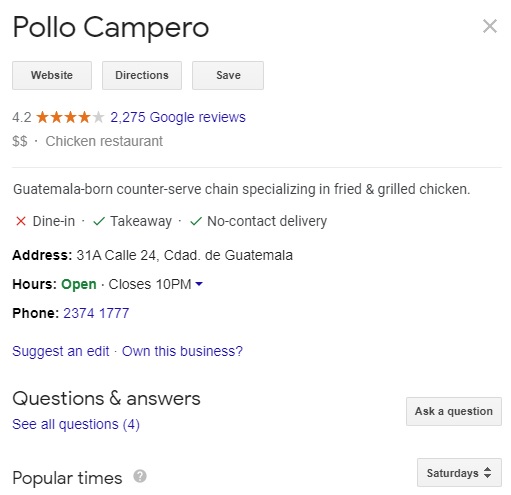 Pollo Campero
Website Directions Save
4.2 2,275 Google reviews
$$ · Chicken restaurant
Guatemala-born counter-serve chain specializing in fried & grilled chicken.
Dine-in · Takeaway · No-contact delivery
Address: 31A Calle 24, Cdad. de Guatemala
Hours: Open · Closes 10PM
Phone: 2374 1777
Suggest an edit · Own this business?
Questions & answers
See all questions (4)
Ask a question
Popular times ?
Saturdays